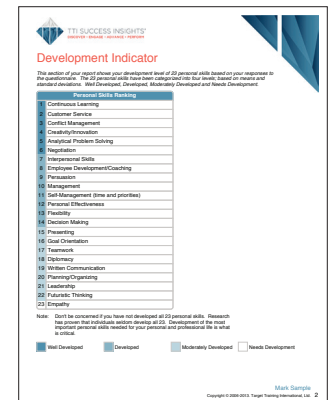 TTI SUCCESS INSIGHTS®
DISCOVER • ENGAGE • ADVANCE • PERFORM
Development Indicator
This section of your report shows your development level of 23 personal skills based on your responses to
the questionnaire. The 23 personal skills have been categorized into four levels; based on means and
standard deviations. Well Developed, Developed, Moderately Developed and Needs Development.
Personal Skills Ranking
1 Continuous Learning
2 Customer Service
3 Conflict Management
4 Creativity/Innovation
5 Analytical Problem Solving
6 Negotiation
7 Interpersonal Skills
8 Employee Development/Coaching
9 Persuasion
10 Management
11 Self-Management (time and priorities)
12 Personal Effectiveness
13 Flexibility
14 Decision Making
15 Presenting
16 Goal Orientation
17 Teamwork
18 Diplomacy
19 Written Communication
20 Planning/Organizing
21 Leadership
22 Futuristic Thinking
23 Empathy
Note: Don't be concerned if you have not developed all 23 personal skills. Research
has proven that individuals seldom develop all 23. Development of the most
important personal skills needed for your personal and professional life is what
is critical.
Well Developed Developed Moderately Developed Needs Development
Mark Sample
Copyright © 2008-2013. Target Training International, Ltd. 2